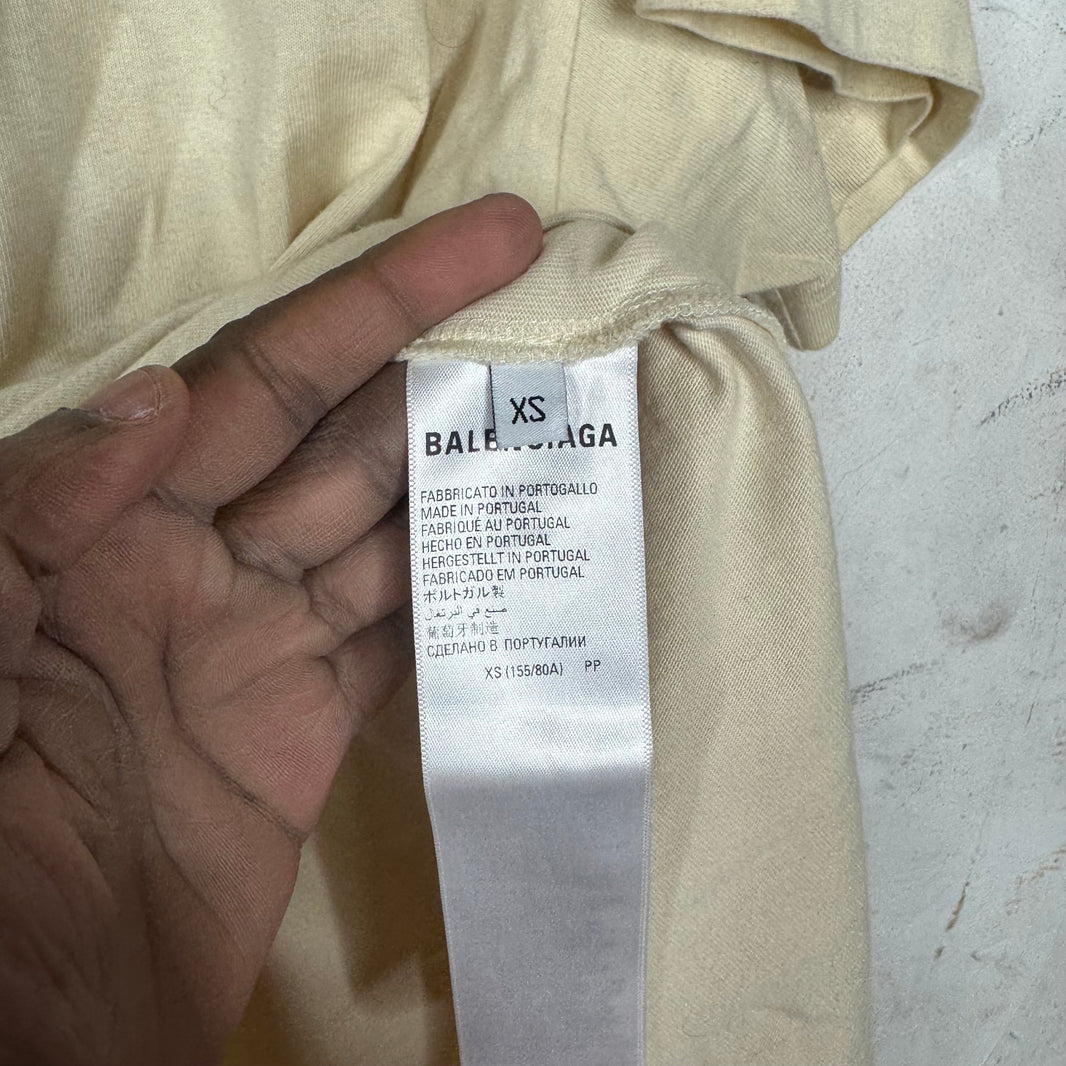 XS
BALENCIAGA
FABBRICATO IN PORTOGALLO
MADE IN PORTUGAL
FABRIQUÉ AU PORTUGAL
HECHO EN PORTUGAL
HERGESTELLT IN PORTUGAL
FABRICADO EM PORTUGAL
ポルトガル製
صنع في البرتغال
葡萄牙制造
СДЕЛАНО В ПОРТУГАЛИИ
XS (155/80A) PP